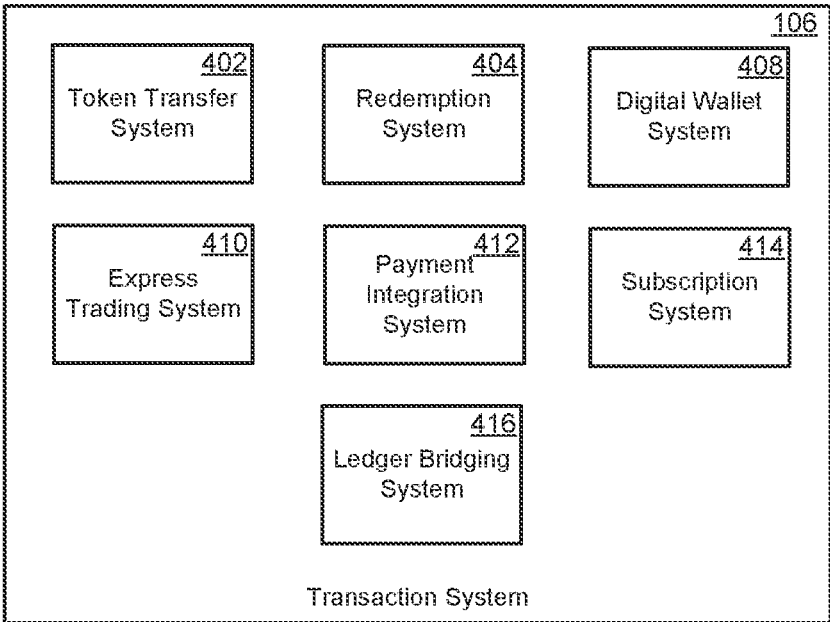 106
402
Token Transfer
System
404
Redemption
System
408
Digital Wallet
System
410
Express
Trading System
412
Payment
Integration
System
414
Subscription
System
416
Ledger Bridging
System
Transaction System